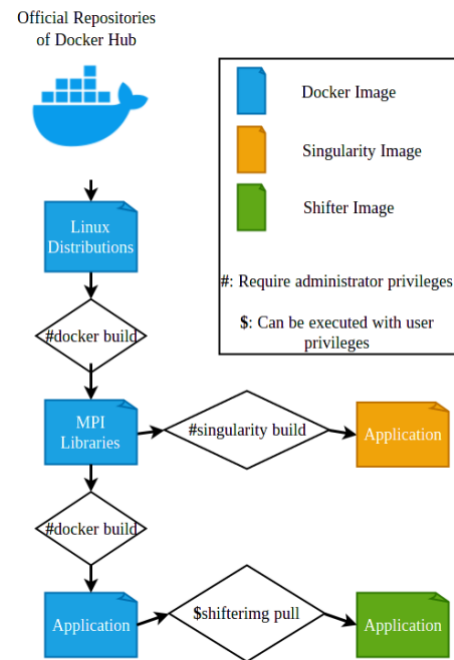 Official Repositories
of Docker Hub
Docker Image
Singularity Image
Shifter Image
#: Require administrator privileges
$: Can be executed with user
privileges
Linux
Distributions
#docker build
MPI
Libraries
#singularity build
Application
#docker build
Application
$shifterimg pull
Application